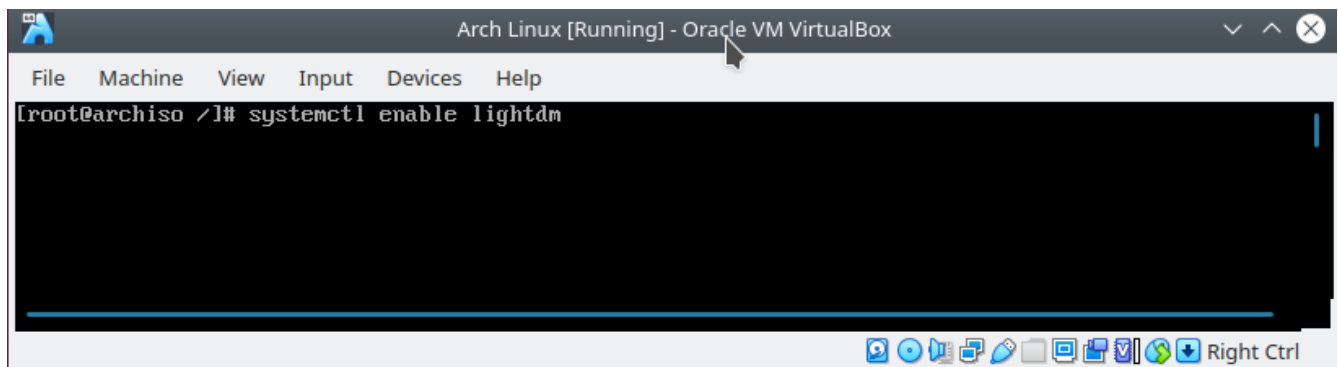 Arch Linux [Running] - Oracle VM VirtualBox
File Machine View Input Devices Help
[root@archiso /]# systemctl enable lightdm
Right Ctrl